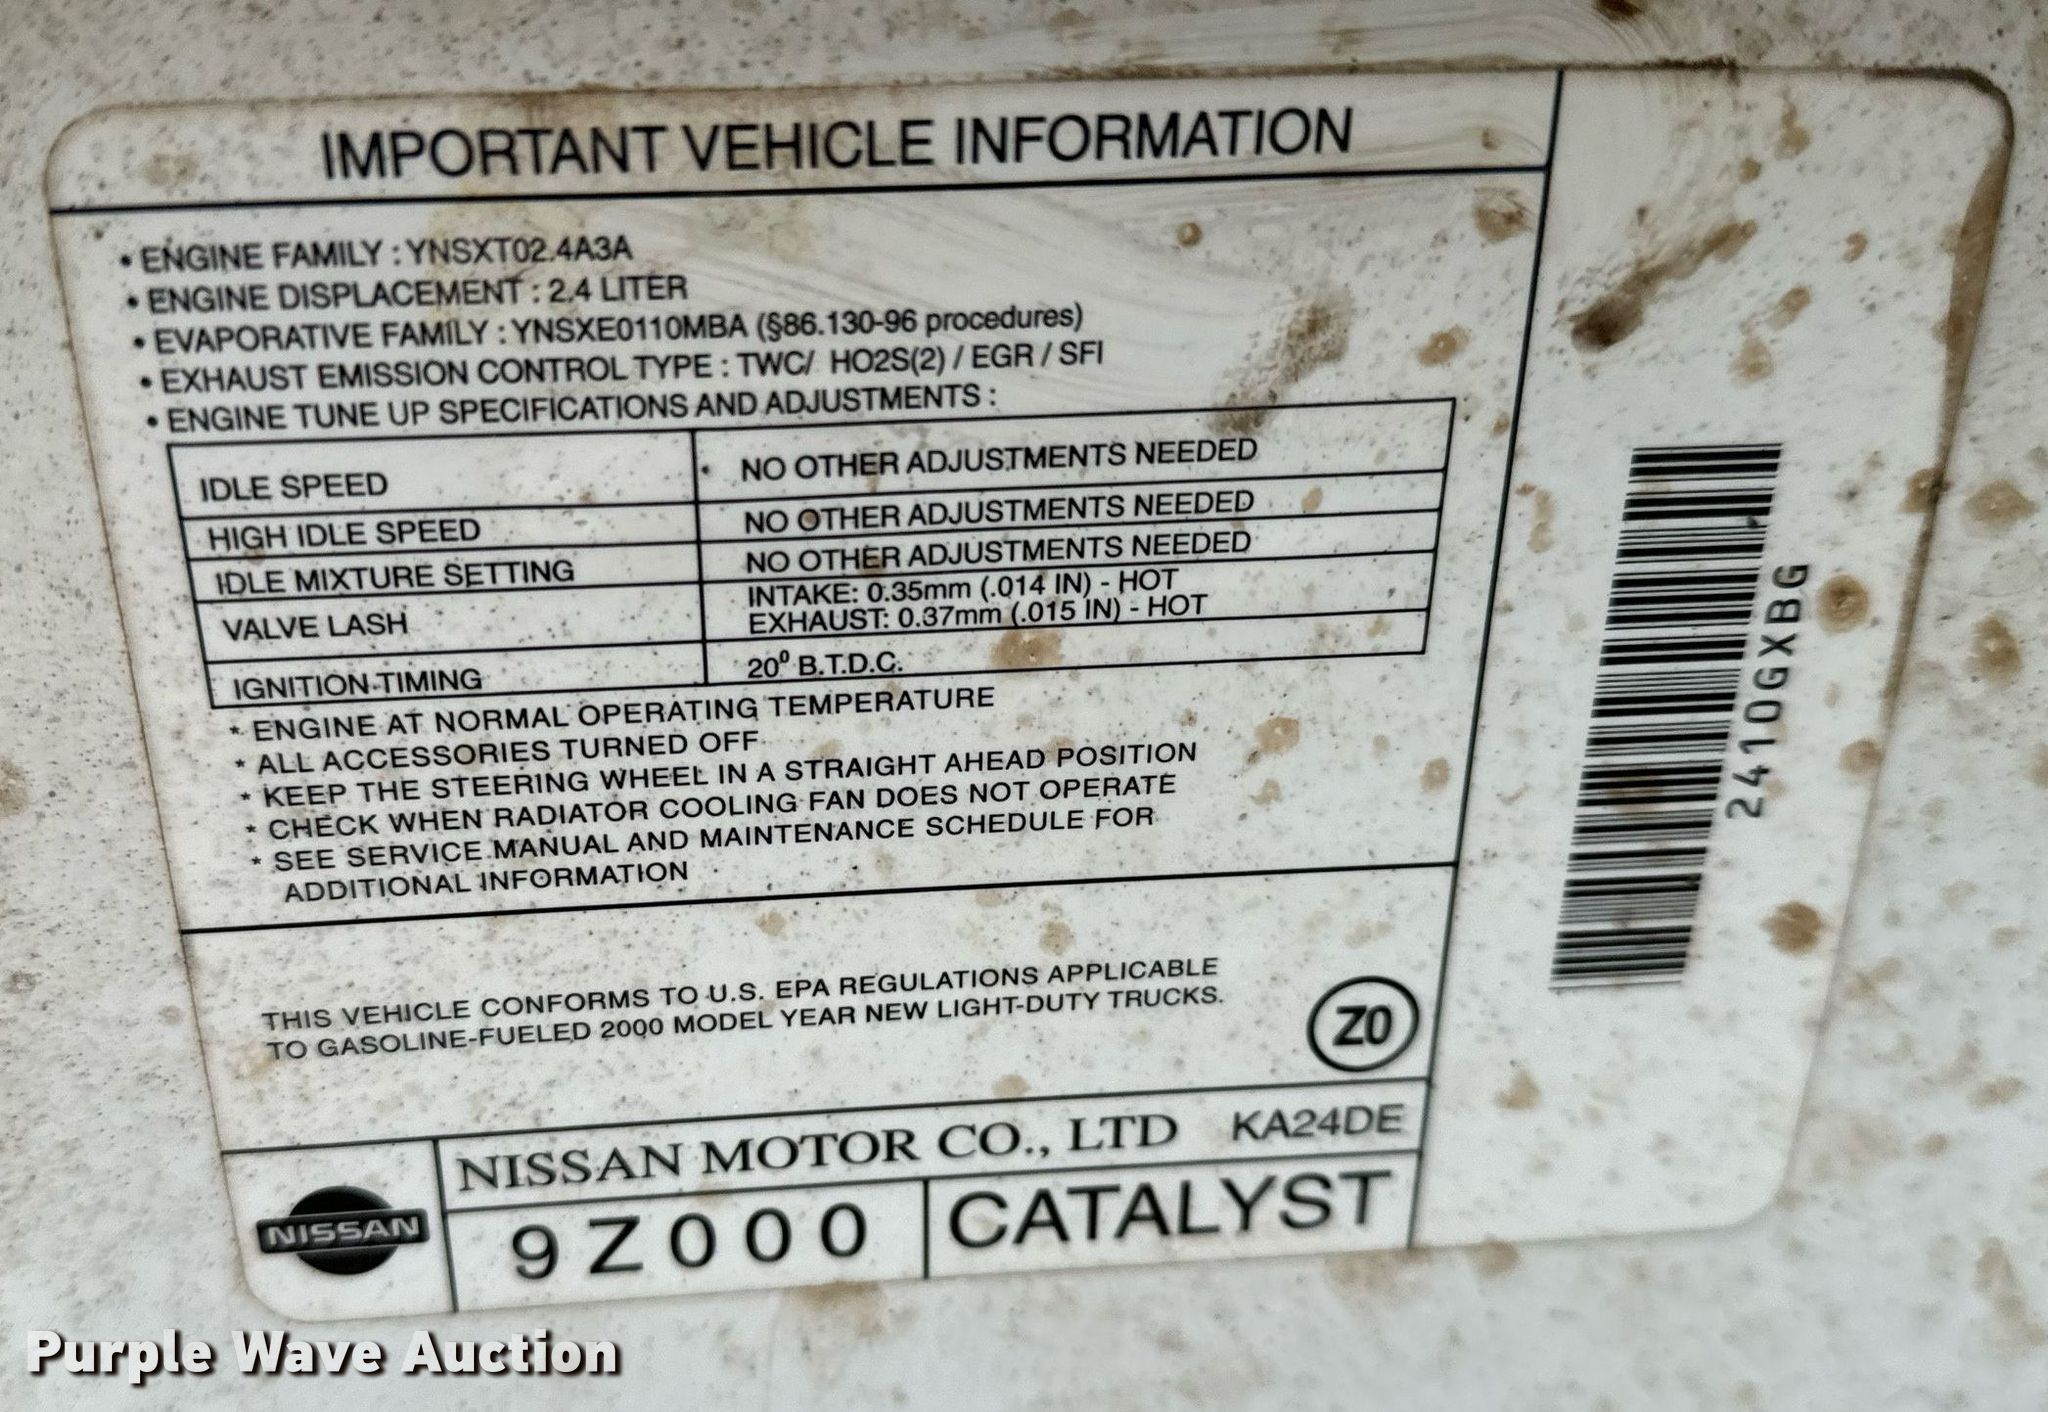 IMPORTANT VEHICLE INFORMATION
• ENGINE FAMILY : YNSXT02.4A3A
• ENGINE DISPLACEMENT : 2.4 LITER
• EVAPORATIVE FAMILY : YNSXE0110MBA (§86.130-96 procedures)
• EXHAUST EMISSION CONTROL TYPE : TWC/ HO2S(2) / EGR / SFI
• ENGINE TUNE UP SPECIFICATIONS AND ADJUSTMENTS :
IDLE SPEED NO OTHER ADJUSTMENTS NEEDED
HIGH IDLE SPEED NO OTHER ADJUSTMENTS NEEDED
IDLE MIXTURE SETTING NO OTHER ADJUSTMENTS NEEDED
VALVE LASH INTAKE: 0.35mm (.014 IN) - HOT
EXHAUST: 0.37mm (.015 IN) - HOT
IGNITION TIMING 20⁰ B.T.D.C.
* ENGINE AT NORMAL OPERATING TEMPERATURE
* ALL ACCESSORIES TURNED OFF
* KEEP THE STEERING WHEEL IN A STRAIGHT AHEAD POSITION
* CHECK WHEN RADIATOR COOLING FAN DOES NOT OPERATE
* SEE SERVICE MANUAL AND MAINTENANCE SCHEDULE FOR
ADDITIONAL INFORMATION
THIS VEHICLE CONFORMS TO U.S. EPA REGULATIONS APPLICABLE
TO GASOLINE-FUELED 2000 MODEL YEAR NEW LIGHT-DUTY TRUCKS.
Z0
NISSAN MOTOR CO., LTD KA24DE
NISSAN
9Z000 CATALYST
2410GXBG
Purple Wave Auction